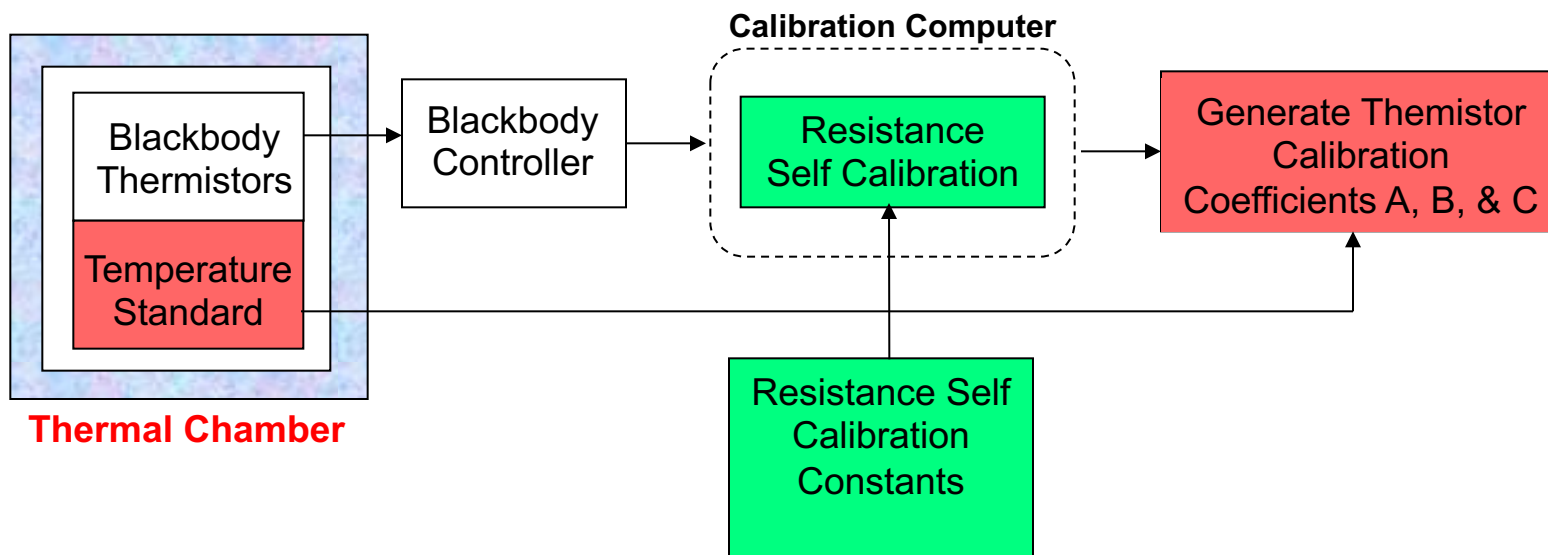 Calibration Computer
Blackbody
Thermistors
Temperature
Standard
Thermal Chamber
Blackbody
Controller
Resistance
Self Calibration
Generate Themistor
Calibration
Coefficients A, B, & C
Resistance Self
Calibration
Constants